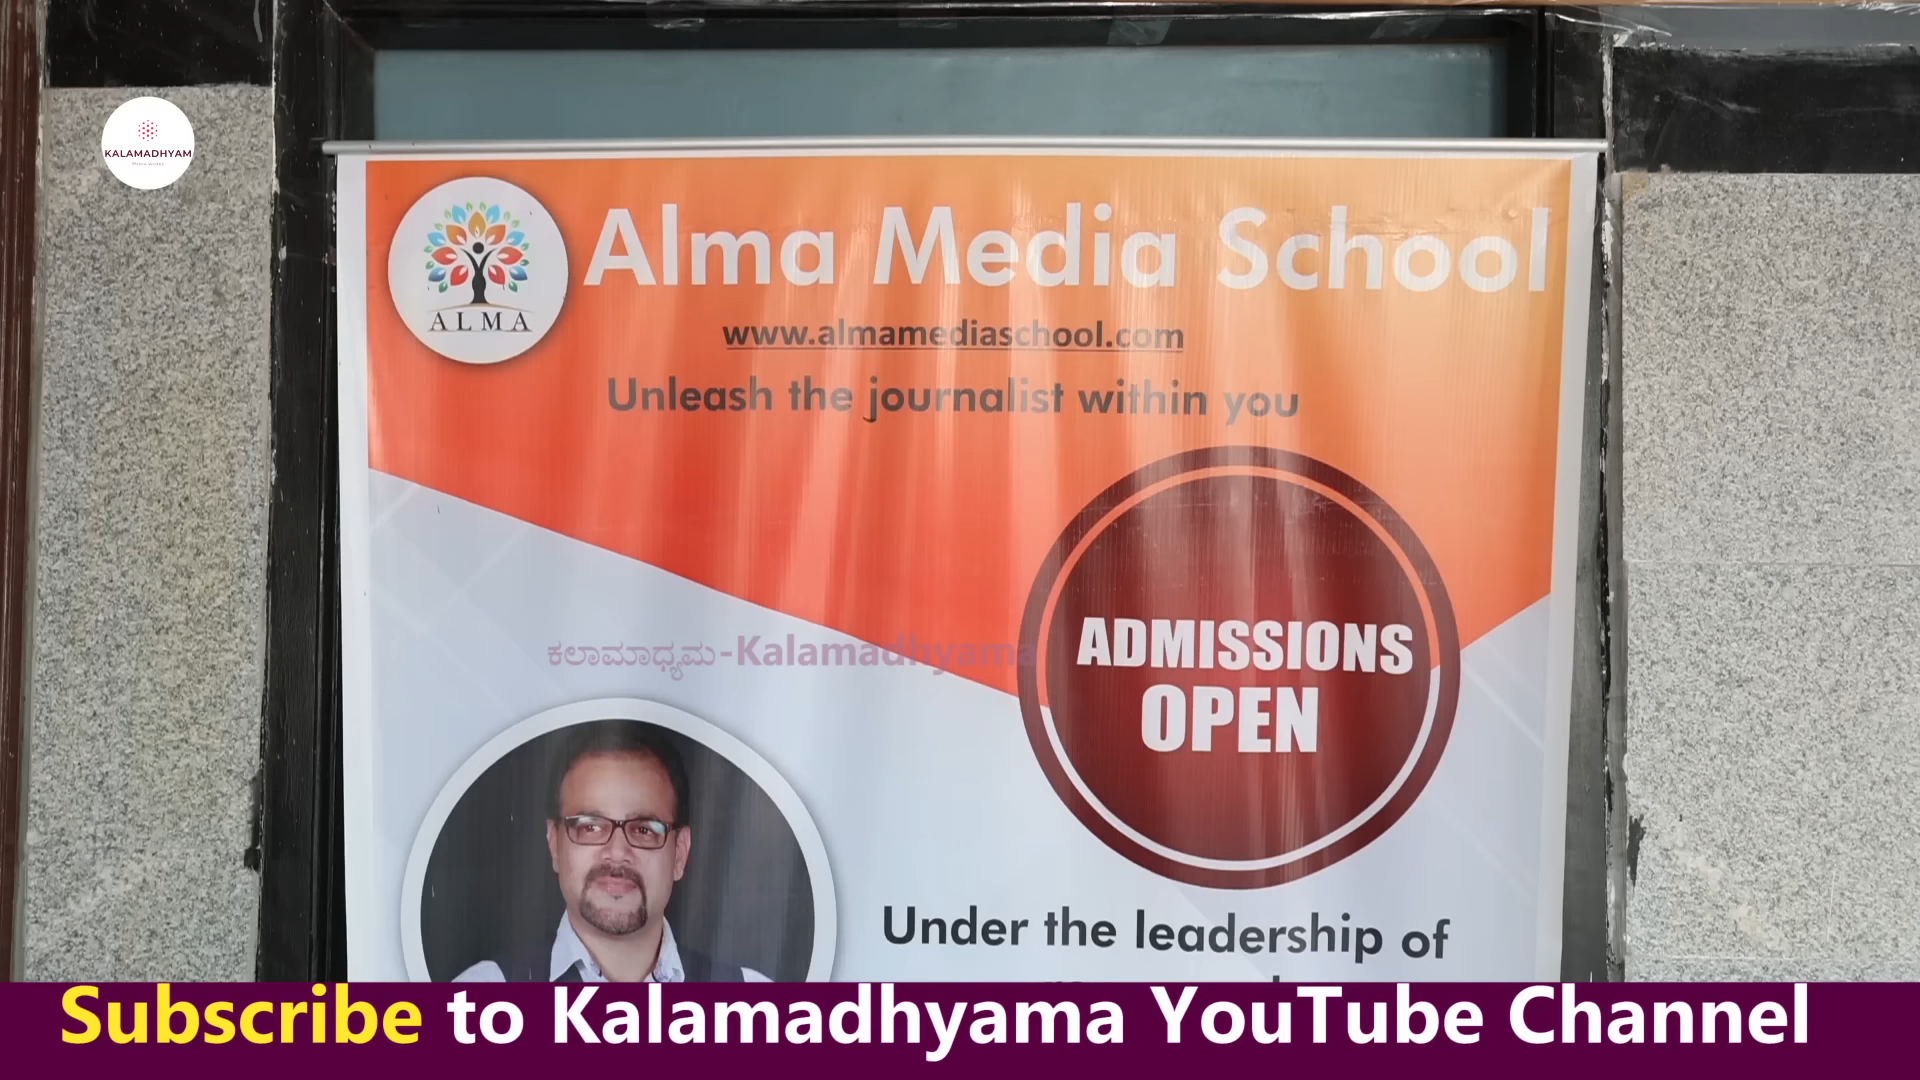 KALAMADHYAM
Alma Media School
ALMA
www.almamediaschool.com
Unleash the journalist within you
ADMISSIONS
OPEN
ಕಲಾಮಾಧ್ಯಮ-Kalamadhyama
Under the leadership of
Subscribe to Kalamadhyama YouTube Channel